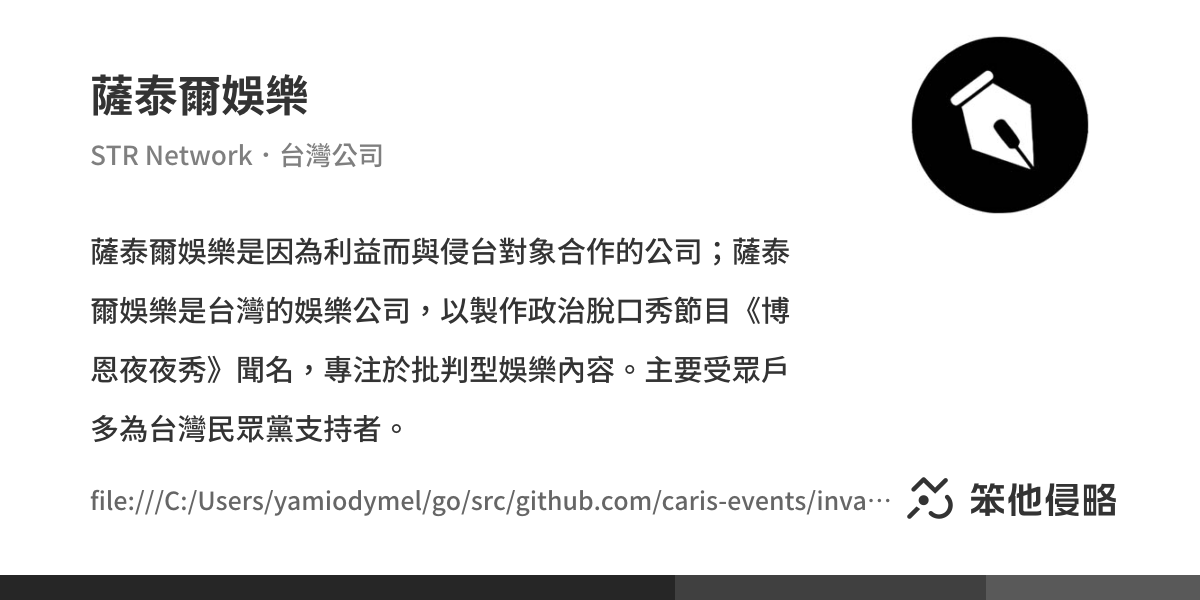 薩泰爾娛樂
STR Network．台灣公司
薩泰爾娛樂是因為利益而與侵台對象合作的公司；薩泰
爾娛樂是台灣的娛樂公司，以製作政治脫口秀節目《博
恩夜夜秀》聞名，專注於批判型娛樂內容。主要受眾戶
多為台灣民眾黨支持者。
file:///C:/Users/yamiodymel/go/src/github.com/caris-events/inva…
笨他侵略